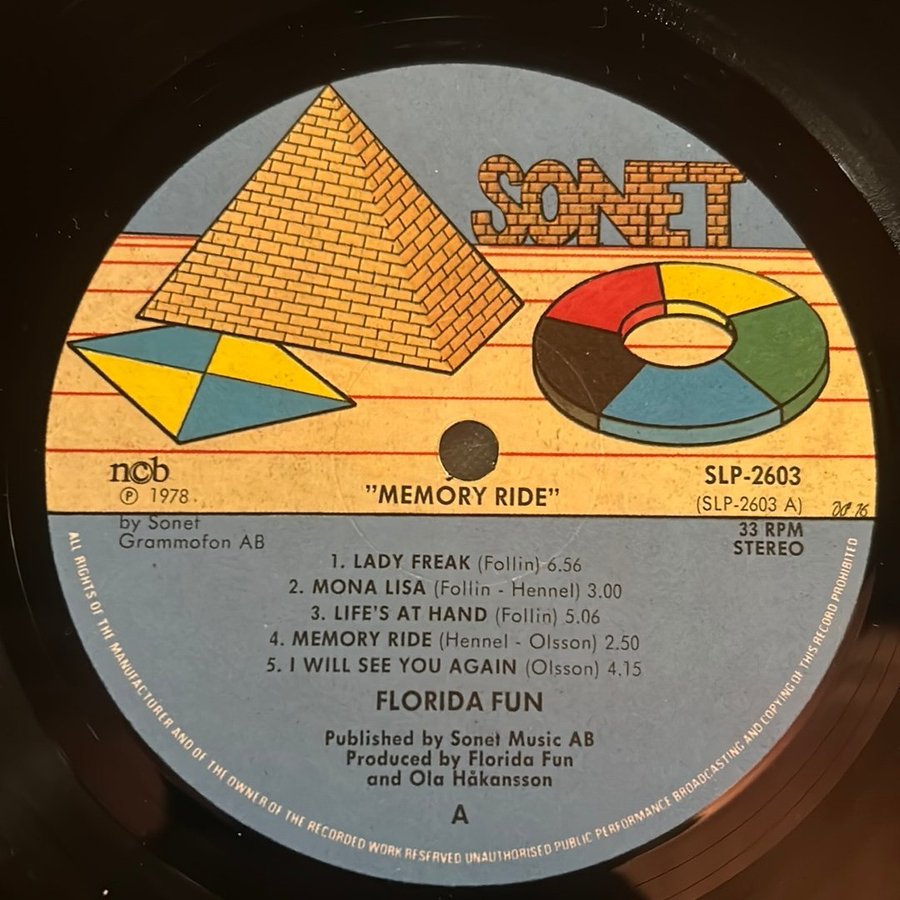 SONET
ncb
℗ 1978
by Sonet
Grammofon AB
"MEMORY RIDE"
SLP-2603
(SLP-2603 A)
33 RPM
STEREO
1. LADY FREAK (Follin) 6.56
2. MONA LISA (Follin - Hennel) 3.00
3. LIFE'S AT HAND (Follin) 5.06
4. MEMORY RIDE (Hennel - Olsson) 2.50
5. I WILL SEE YOU AGAIN (Olsson) 4.15
FLORIDA FUN
Published by Sonet Music AB
Produced by Florida Fun
and Ola Håkansson
A
ALL RIGHTS OF THE MANUFACTURER AND OF THE OWNER OF THE RECORDED WORK RESERVED UNAUTHORISED PUBLIC PERFORMANCE BROADCASTING AND COPYING OF THIS RECORD PROHIBITED